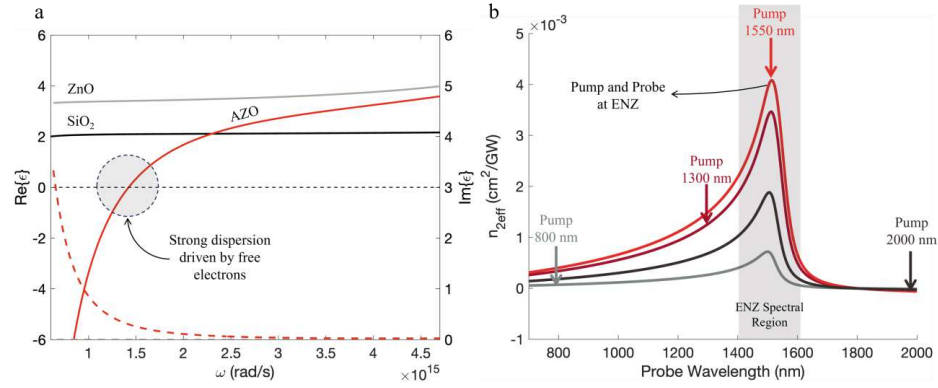 a
Re{ϵ}
6
4
2
0
-2
-4
-6
ZnO
SiO2
AZO
Strong dispersion
driven by free
electrons
6
5
4
3
2
1
0
Im{ϵ}
1 1.5 2 2.5 3 3.5 4 4.5
ω (rad/s)
×10^15
b
×10^-3
n2eff (cm^2/GW)
5
4
3
2
1
0
-1
Pump
1550 nm
Pump and Probe
at ENZ
Pump
1300 nm
Pump
800 nm
Pump
2000 nm
ENZ Spectral
Region
800 1000 1200 1400 1600 1800 2000
Probe Wavelength (nm)